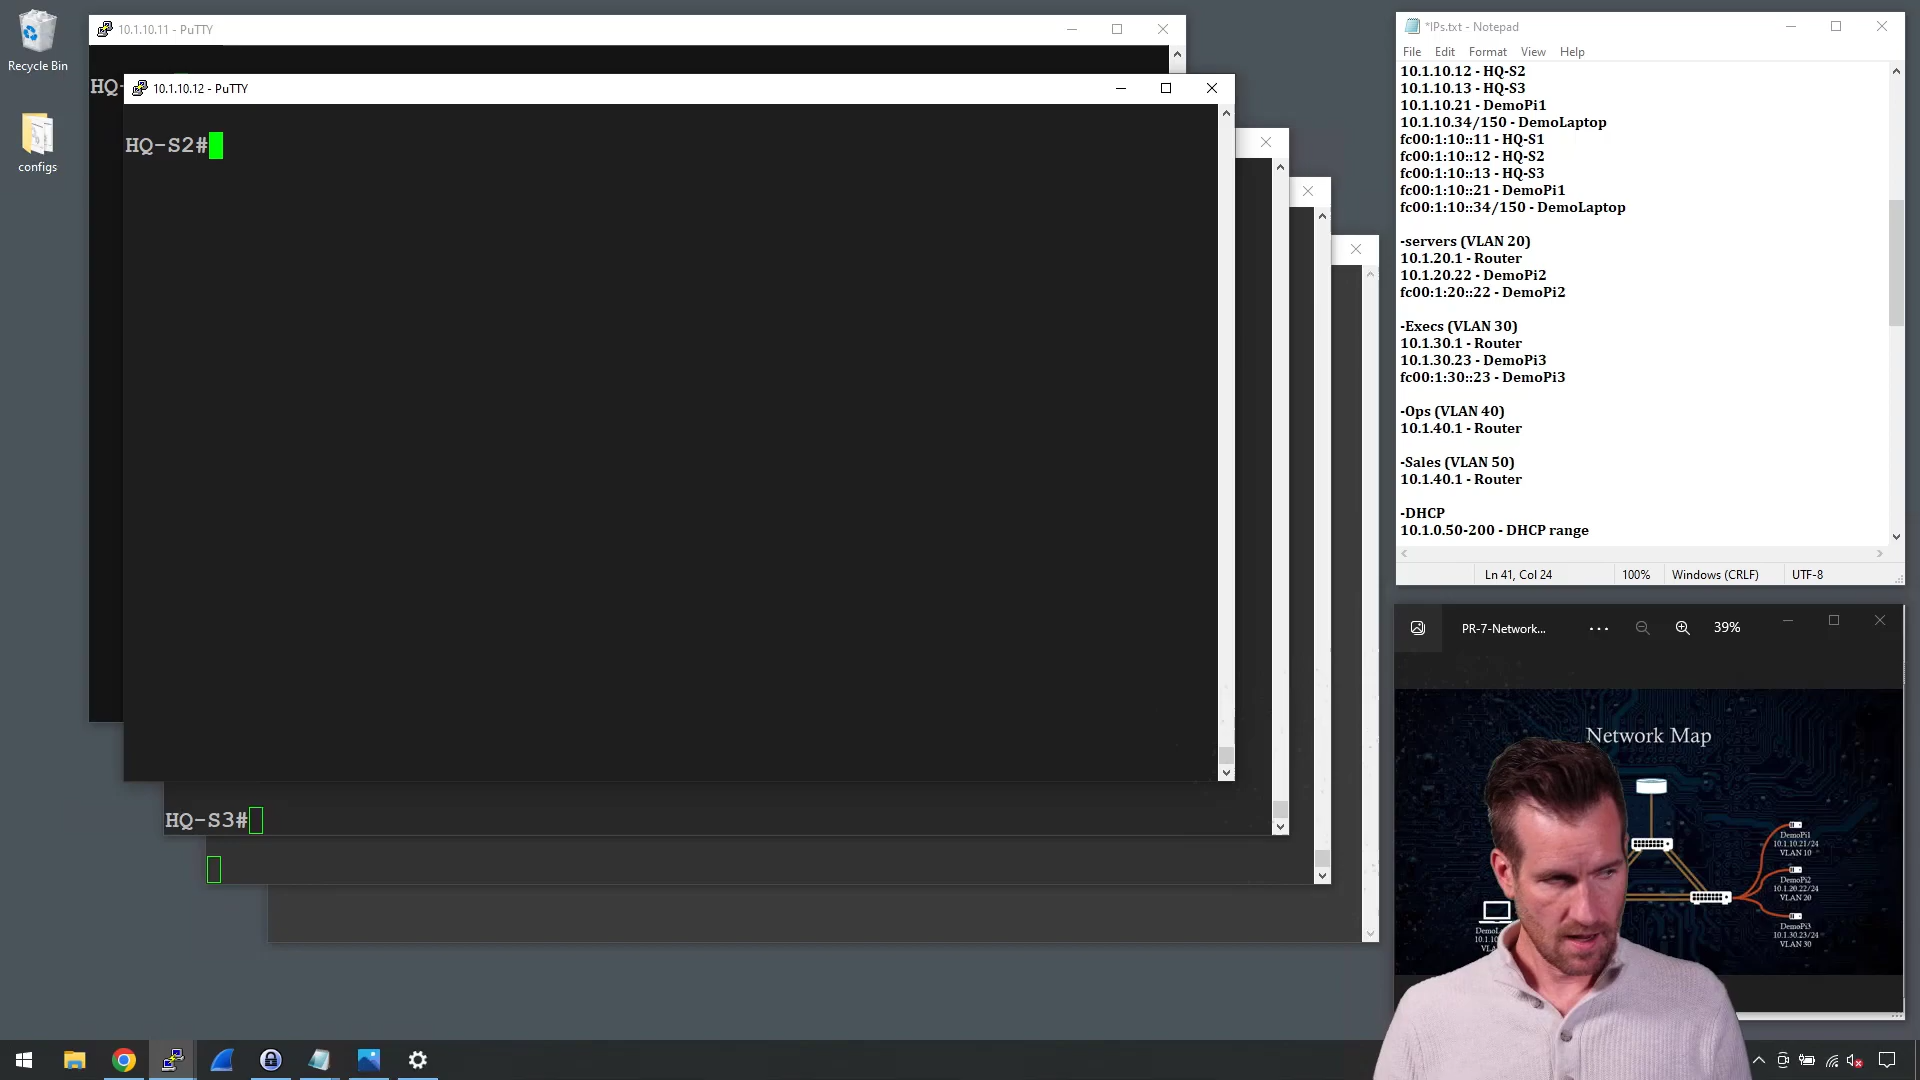 Recycle Bin
configs
10.1.10.11 - PuTTY
HQ-
10.1.10.12 - PuTTY
HQ-S2#
HQ-S3#
*IPs.txt - Notepad
File Edit Format View Help
10.1.10.12 - HQ-S2
10.1.10.13 - HQ-S3
10.1.10.21 - DemoPi1
10.1.10.34/150 - DemoLaptop
fc00:1:10::11 - HQ-S1
fc00:1:10::12 - HQ-S2
fc00:1:10::13 - HQ-S3
fc00:1:10::21 - DemoPi1
fc00:1:10::34/150 - DemoLaptop
-servers (VLAN 20)
10.1.20.1 - Router
10.1.20.22 - DemoPi2
fc00:1:20::22 - DemoPi2
-Execs (VLAN 30)
10.1.30.1 - Router
10.1.30.23 - DemoPi3
fc00:1:30::23 - DemoPi3
-Ops (VLAN 40)
10.1.40.1 - Router
-Sales (VLAN 50)
10.1.40.1 - Router
-DHCP
10.1.0.50-200 - DHCP range
Ln 41, Col 24 100% Windows (CRLF) UTF-8
PR-7-Network... 39%
Network Map
DemoPi1
10.1.10.21/24
VLAN 10
DemoPi2
10.1.20.22/24
VLAN 20
DemoPi3
10.1.30.23/24
VLAN 30